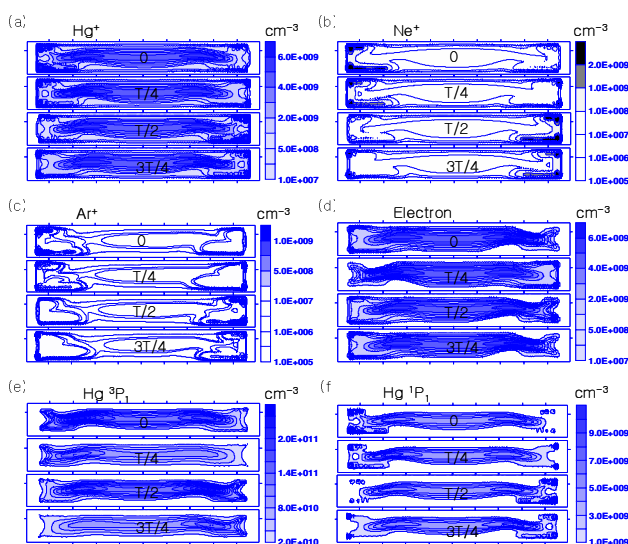 (a) Hg⁺ cm⁻³
0
T/4
T/2
3T/4
6.0E+009
4.0E+009
2.0E+009
5.0E+008
1.0E+007
(b) Ne⁺ cm⁻³
0
T/4
T/2
3T/4
2.0E+009
1.0E+009
1.0E+008
1.0E+007
1.0E+006
1.0E+005
(c) Ar⁺ cm⁻³
0
T/4
T/2
3T/4
1.0E+009
5.0E+008
1.0E+007
1.0E+006
1.0E+005
(d) Electron cm⁻³
0
T/4
T/2
3T/4
6.0E+009
4.0E+009
2.0E+009
5.0E+008
1.0E+007
(e) Hg ³P₁ cm⁻³
0
T/4
T/2
3T/4
2.0E+011
1.4E+011
8.0E+010
2.0E+010
(f) Hg ¹P₁ cm⁻³
0
T/4
T/2
3T/4
9.0E+009
7.0E+009
5.0E+009
3.0E+009
1.0E+009